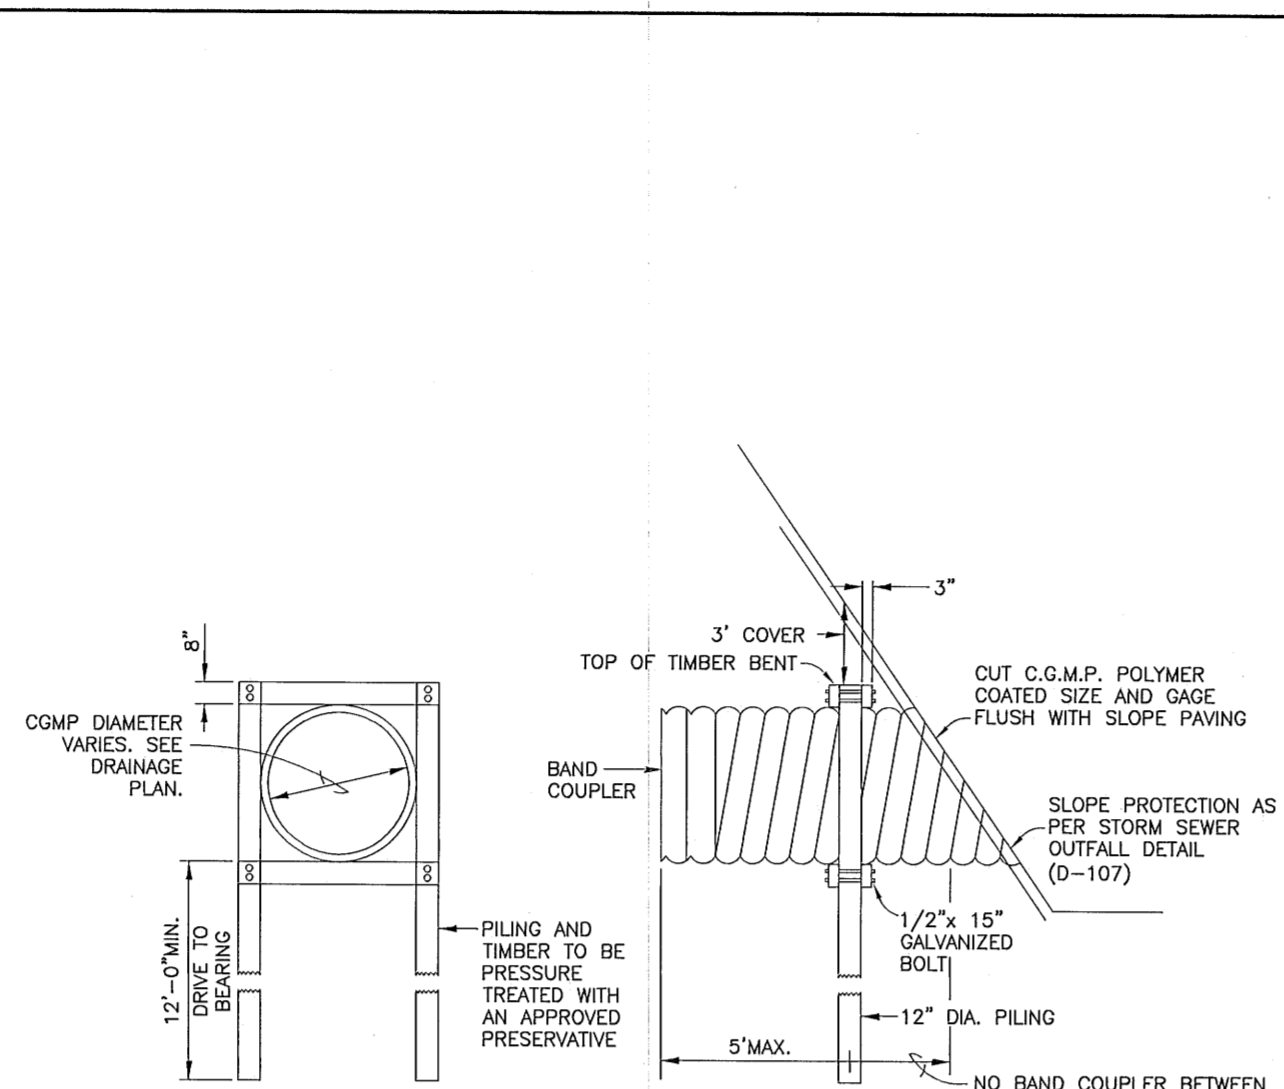 8"
CGMP DIAMETER
VARIES. SEE
DRAINAGE
PLAN.
12'-0"MIN.
DRIVE TO
BEARING
PILING AND
TIMBER TO BE
PRESSURE
TREATED WITH
AN APPROVED
PRESERVATIVE
3"
3' COVER
TOP OF TIMBER BENT
CUT C.G.M.P. POLYMER
COATED SIZE AND GAGE
FLUSH WITH SLOPE PAVING
BAND
COUPLER
SLOPE PROTECTION AS
PER STORM SEWER
OUTFALL DETAIL
(D-107)
1/2"x 15"
GALVANIZED
BOLT
12" DIA. PILING
5'MAX.
NO BAND COUPLER BETWEEN